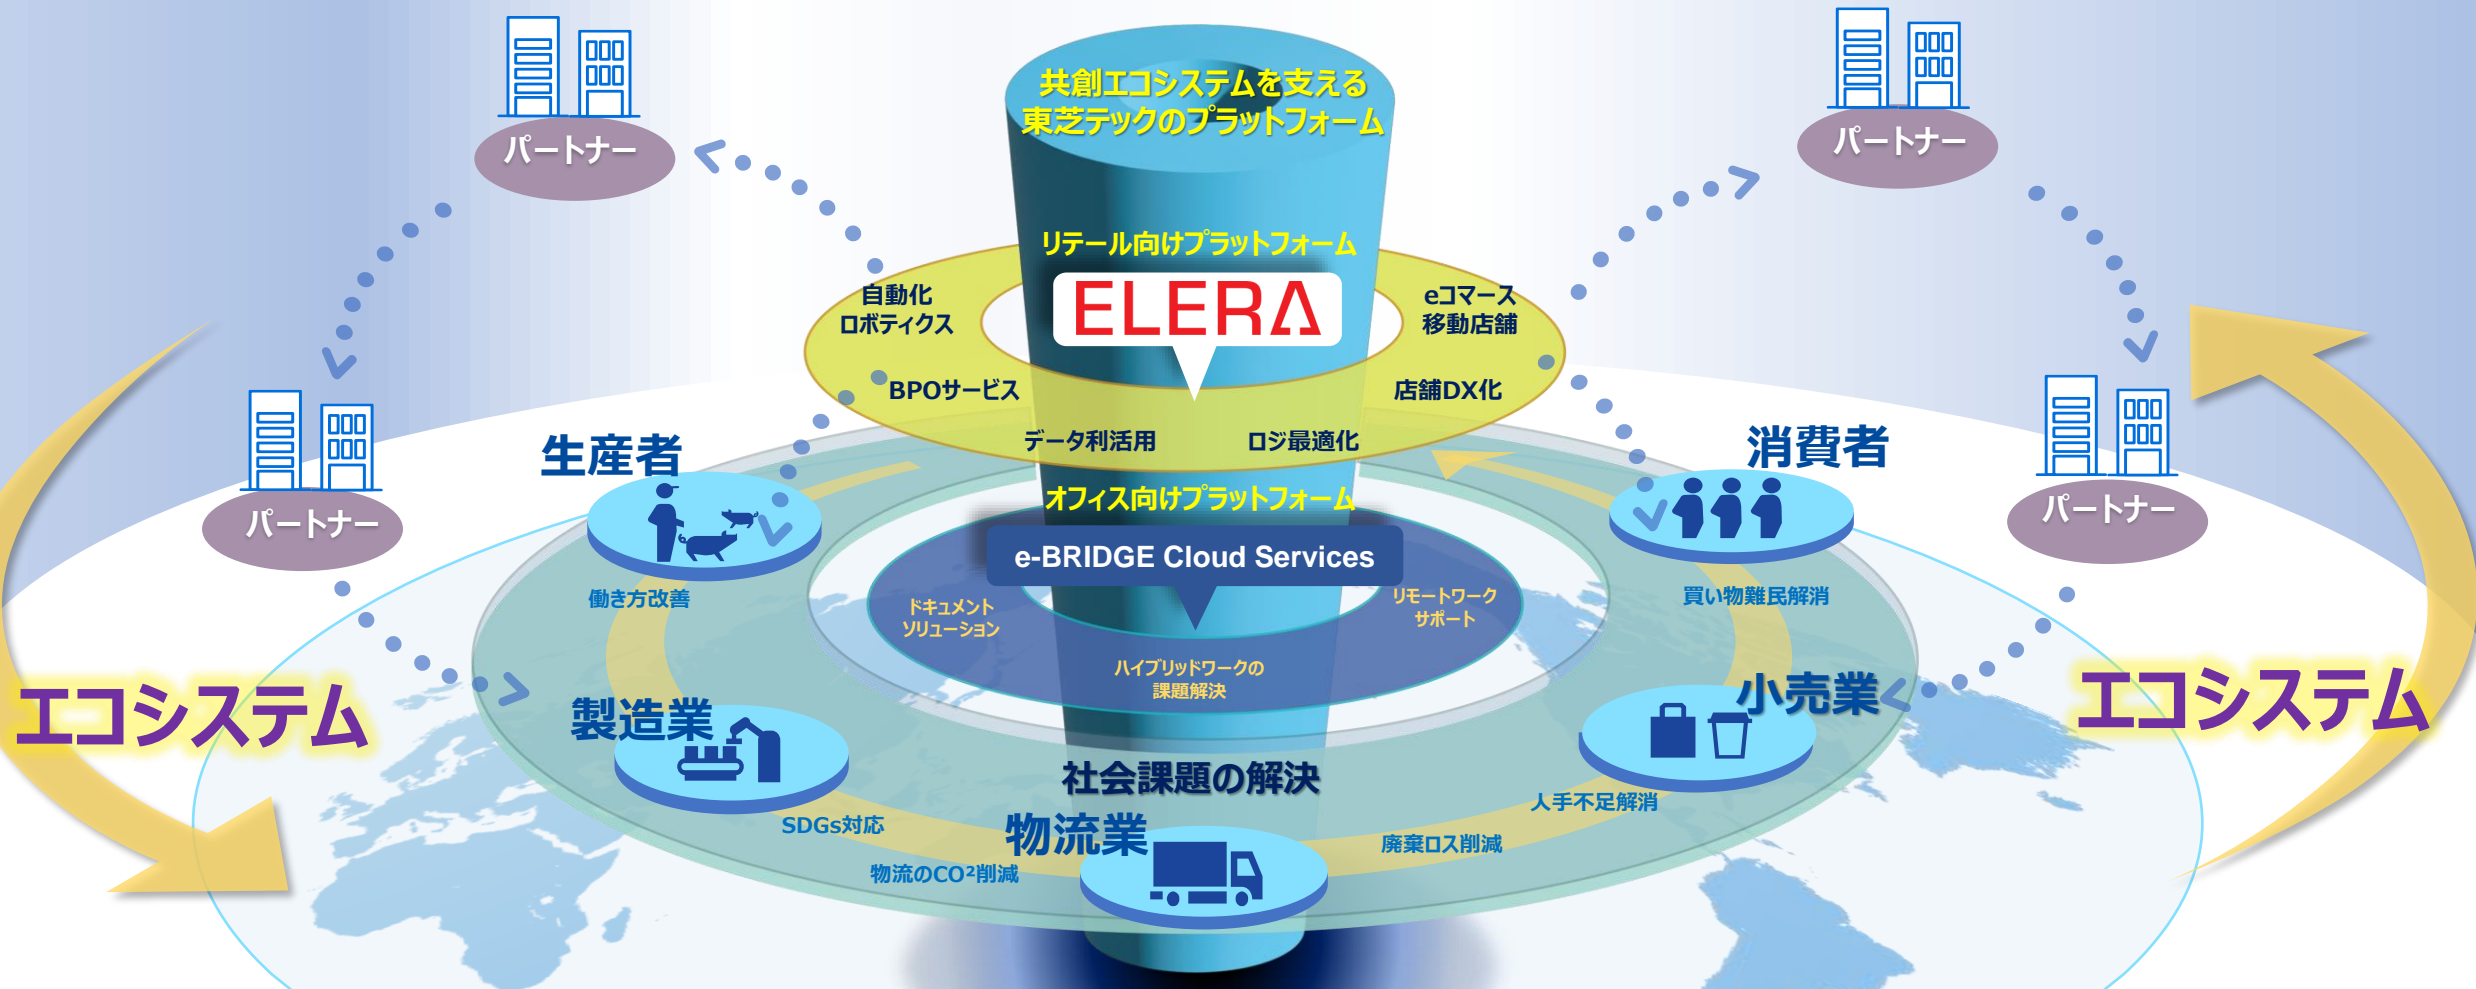 共創エコシステムを支える
東芝テックのプラットフォーム
パートナー
パートナー
リテール向けプラットフォーム
ELERA
自動化
ロボティクス
eコマース
移動店舗
BPOサービス
店舗DX化
データ利活用
ロジ最適化
生産者
消費者
パートナー
パートナー
オフィス向けプラットフォーム
e-BRIDGE Cloud Services
働き方改善
買い物難民解消
ドキュメント
ソリューション
リモートワーク
サポート
ハイブリッドワークの
課題解決
エコシステム
エコシステム
製造業
小売業
社会課題の解決
SDGs対応
人手不足解消
物流業
物流のCO²削減
廃棄ロス削減